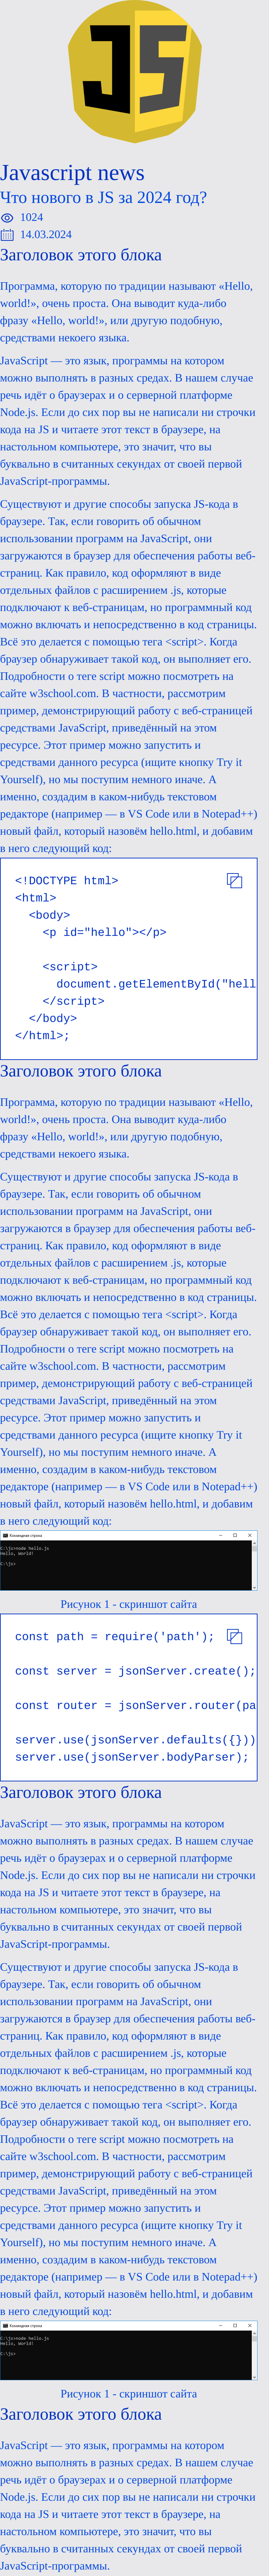 JS
Javascript news
Что нового в JS за 2024 год?
1024
14.03.2024
Заголовок этого блока
Программа, которую по традиции называют «Hello,
world!», очень проста. Она выводит куда-либо
фразу «Hello, world!», или другую подобную,
средствами некоего языка.
JavaScript — это язык, программы на котором
можно выполнять в разных средах. В нашем случае
речь идёт о браузерах и о серверной платформе
Node.js. Если до сих пор вы не написали ни строчки
кода на JS и читаете этот текст в браузере, на
настольном компьютере, это значит, что вы
буквально в считанных секундах от своей первой
JavaScript-программы.
Существуют и другие способы запуска JS-кода в
браузере. Так, если говорить об обычном
использовании программ на JavaScript, они
загружаются в браузер для обеспечения работы веб-
страниц. Как правило, код оформляют в виде
отдельных файлов с расширением .js, которые
подключают к веб-страницам, но программный код
можно включать и непосредственно в код страницы.
Всё это делается с помощью тега <script>. Когда
браузер обнаруживает такой код, он выполняет его.
Подробности о теге script можно посмотреть на
сайте w3school.com. В частности, рассмотрим
пример, демонстрирующий работу с веб-страницей
средствами JavaScript, приведённый на этом
ресурсе. Этот пример можно запустить и
средствами данного ресурса (ищите кнопку Try it
Yourself), но мы поступим немного иначе. А
именно, создадим в каком-нибудь текстовом
редакторе (например — в VS Code или в Notepad++)
новый файл, который назовём hello.html, и добавим
в него следующий код:
<!DOCTYPE html>
<html>
<body>
<p id="hello"></p>
<script>
document.getElementById("hell
</script>
</body>
</html>;
Заголовок этого блока
Программа, которую по традиции называют «Hello,
world!», очень проста. Она выводит куда-либо
фразу «Hello, world!», или другую подобную,
средствами некоего языка.
Существуют и другие способы запуска JS-кода в
браузере. Так, если говорить об обычном
использовании программ на JavaScript, они
загружаются в браузер для обеспечения работы веб-
страниц. Как правило, код оформляют в виде
отдельных файлов с расширением .js, которые
подключают к веб-страницам, но программный код
можно включать и непосредственно в код страницы.
Всё это делается с помощью тега <script>. Когда
браузер обнаруживает такой код, он выполняет его.
Подробности о теге script можно посмотреть на
сайте w3school.com. В частности, рассмотрим
пример, демонстрирующий работу с веб-страницей
средствами JavaScript, приведённый на этом
ресурсе. Этот пример можно запустить и
средствами данного ресурса (ищите кнопку Try it
Yourself), но мы поступим немного иначе. А
именно, создадим в каком-нибудь текстовом
редакторе (например — в VS Code или в Notepad++)
новый файл, который назовём hello.html, и добавим
в него следующий код:
Командная строка
C:\js>node hello.js
Hello, World!
C:\js>
Рисунок 1 - скриншот сайта
const path = require('path');
const server = jsonServer.create();
const router = jsonServer.router(pa
server.use(jsonServer.defaults({}))
server.use(jsonServer.bodyParser);
Заголовок этого блока
JavaScript — это язык, программы на котором
можно выполнять в разных средах. В нашем случае
речь идёт о браузерах и о серверной платформе
Node.js. Если до сих пор вы не написали ни строчки
кода на JS и читаете этот текст в браузере, на
настольном компьютере, это значит, что вы
буквально в считанных секундах от своей первой
JavaScript-программы.
Существуют и другие способы запуска JS-кода в
браузере. Так, если говорить об обычном
использовании программ на JavaScript, они
загружаются в браузер для обеспечения работы веб-
страниц. Как правило, код оформляют в виде
отдельных файлов с расширением .js, которые
подключают к веб-страницам, но программный код
можно включать и непосредственно в код страницы.
Всё это делается с помощью тега <script>. Когда
браузер обнаруживает такой код, он выполняет его.
Подробности о теге script можно посмотреть на
сайте w3school.com. В частности, рассмотрим
пример, демонстрирующий работу с веб-страницей
средствами JavaScript, приведённый на этом
ресурсе. Этот пример можно запустить и
средствами данного ресурса (ищите кнопку Try it
Yourself), но мы поступим немного иначе. А
именно, создадим в каком-нибудь текстовом
редакторе (например — в VS Code или в Notepad++)
новый файл, который назовём hello.html, и добавим
в него следующий код:
Командная строка
C:\js>node hello.js
Hello, World!
C:\js>
Рисунок 1 - скриншот сайта
Заголовок этого блока
JavaScript — это язык, программы на котором
можно выполнять в разных средах. В нашем случае
речь идёт о браузерах и о серверной платформе
Node.js. Если до сих пор вы не написали ни строчки
кода на JS и читаете этот текст в браузере, на
настольном компьютере, это значит, что вы
буквально в считанных секундах от своей первой
JavaScript-программы.